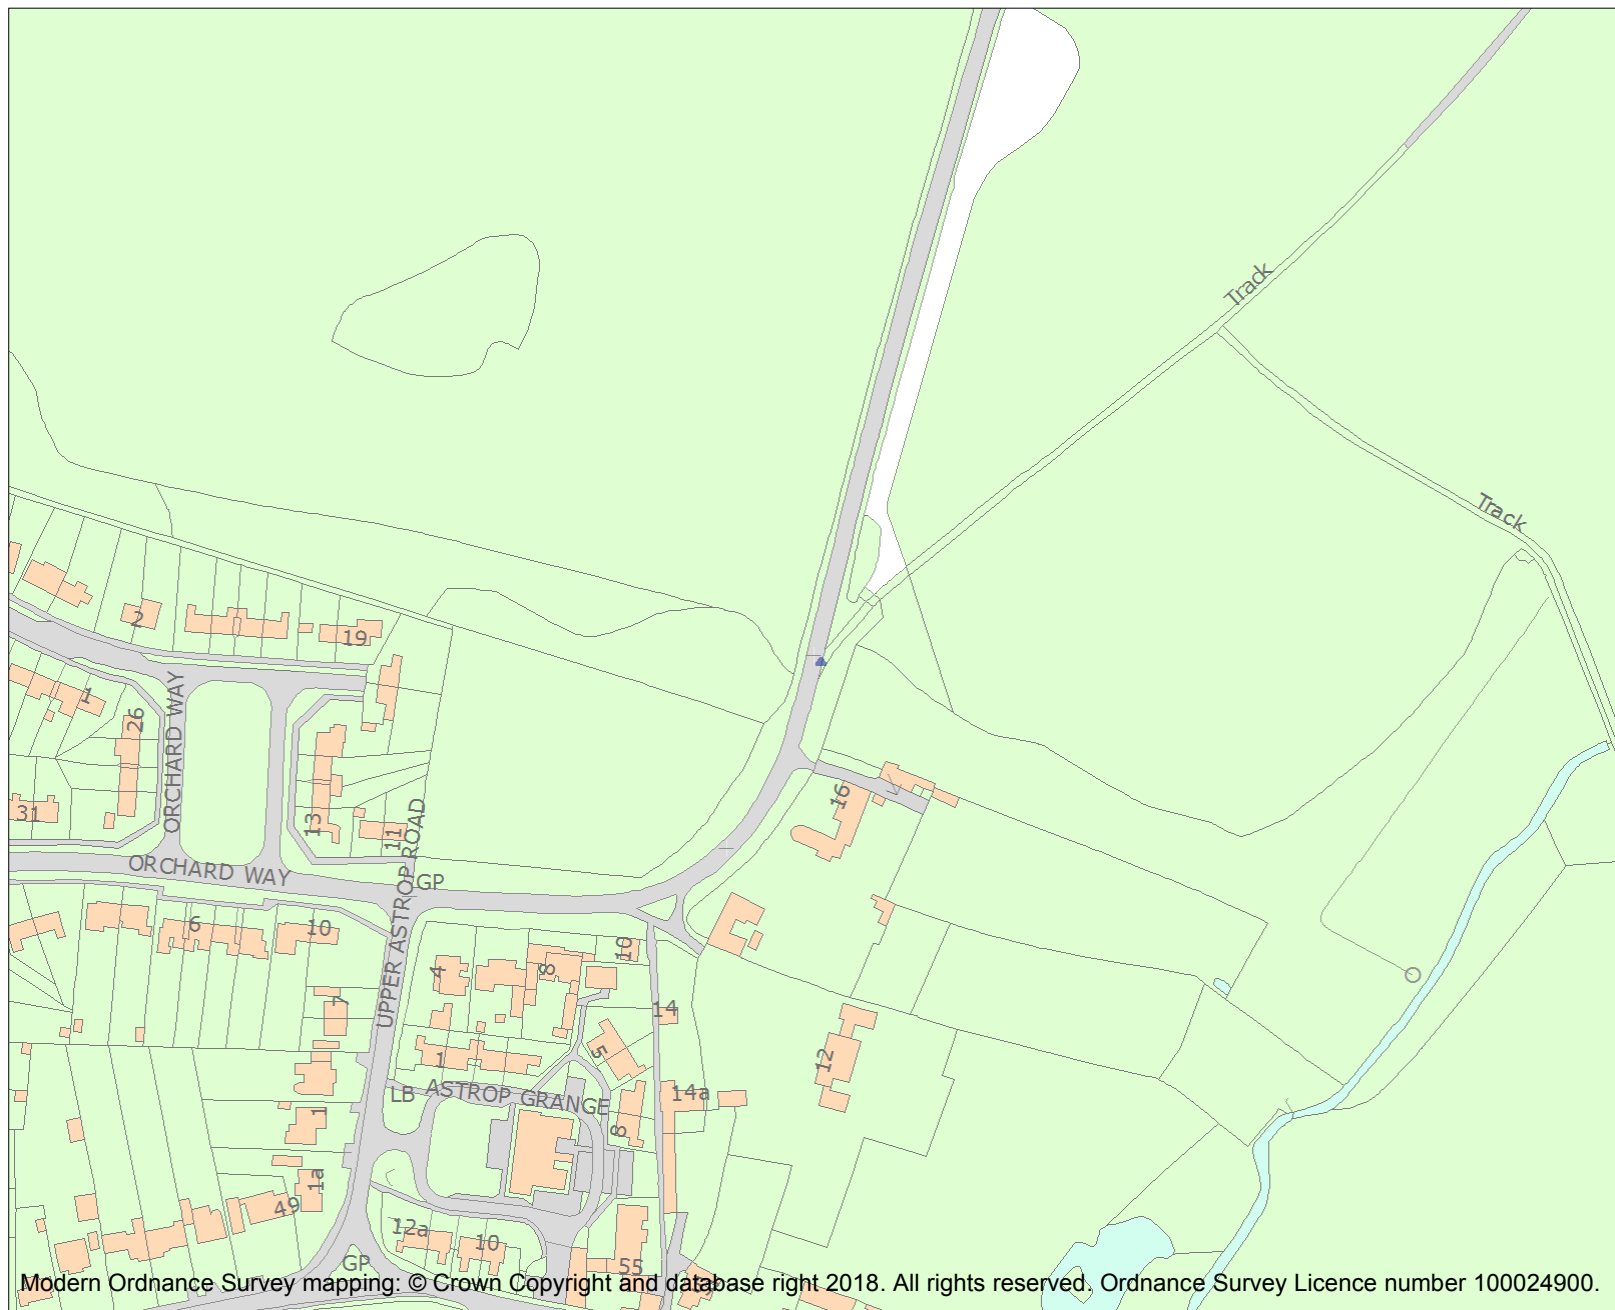 Track
Track
2
19
1
26
ORCHARD WAY
31
13
11
16
ORCHARD WAY
UPPER ASTROP ROAD
GP
6
10
4
8
10
7
14
1
5
12
LB
ASTROP GRANGE
14a
1
8
1a
49
12a
10
GP
55
Modern Ordnance Survey mapping: © Crown Copyright and database right 2018. All rights reserved. Ordnance Survey Licence number 100024900.